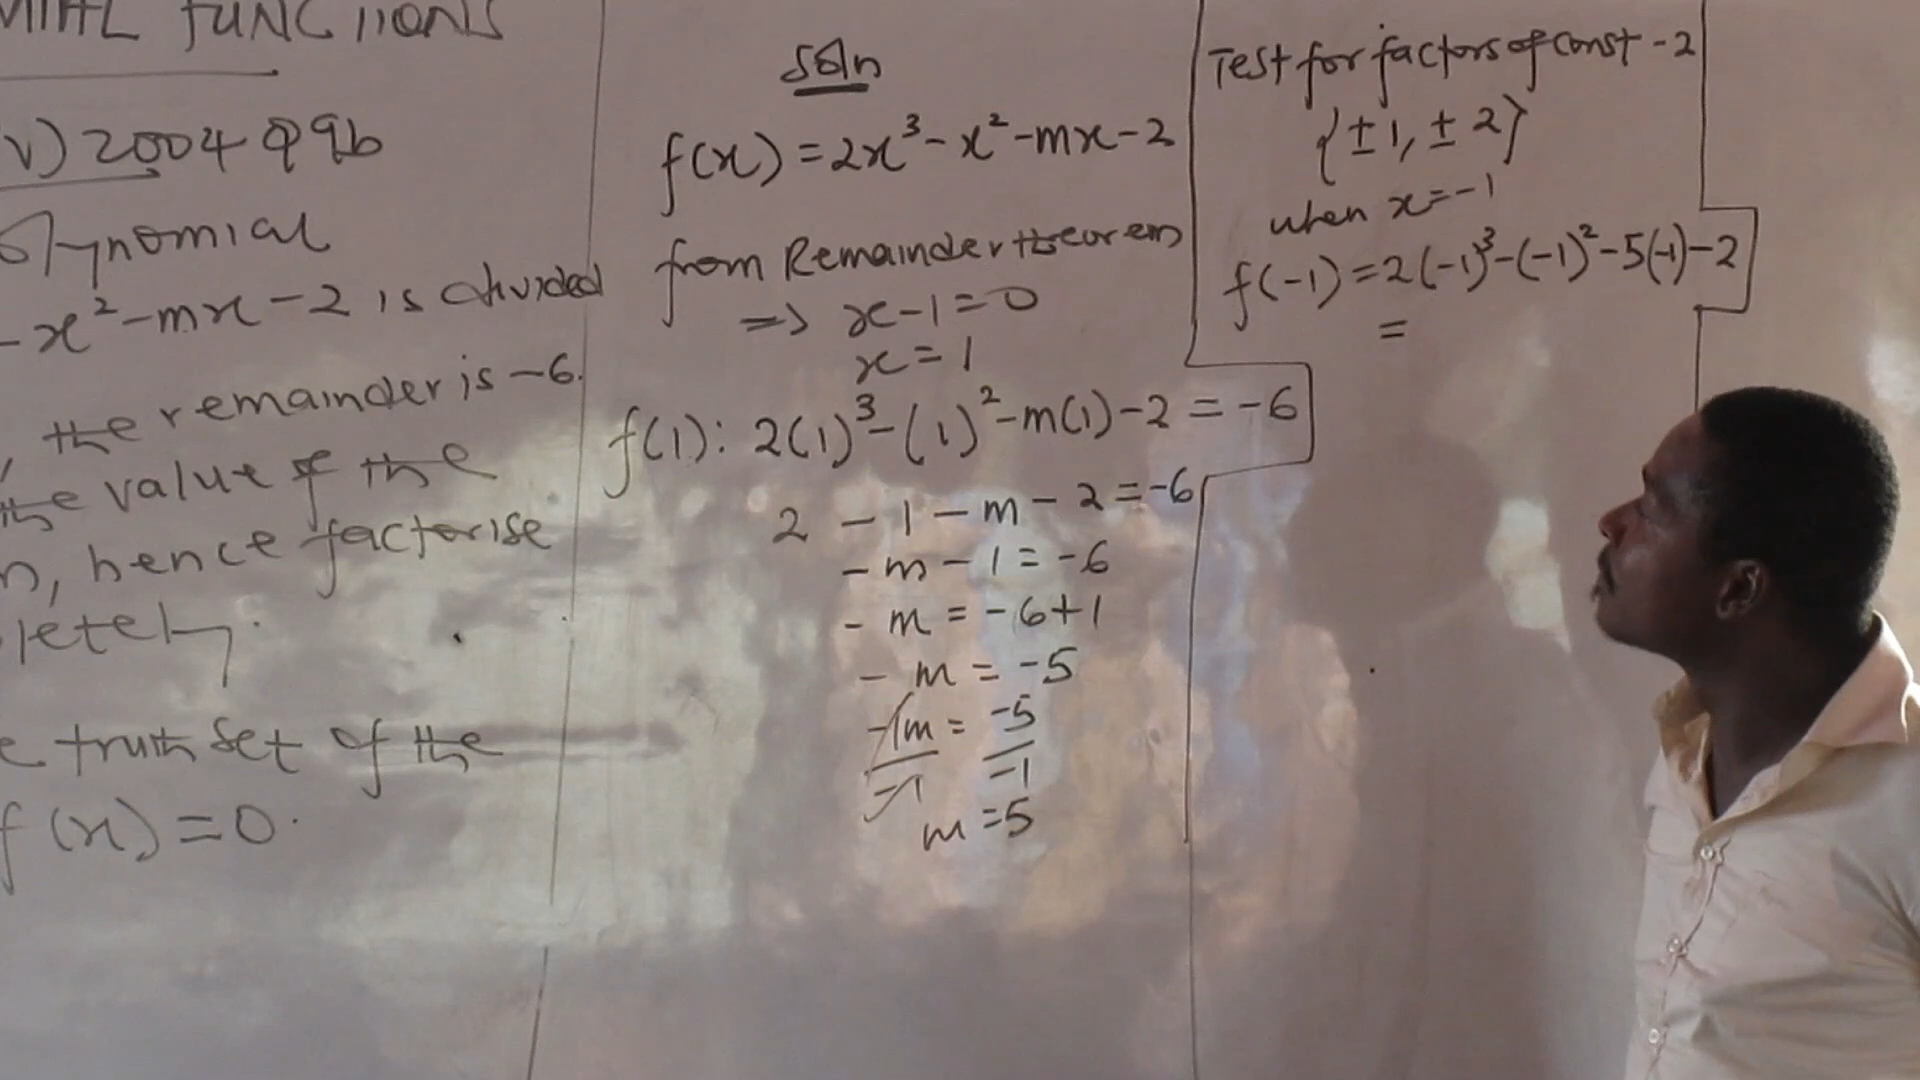 FUNCTIONS
V) 2004 Q9b
olynomial
-x²-mx-2 is divided
, the remainder is -6.
the value of the
m, hence factorise
letely.
e truth set of the
f(x)=0.
Soln
f(x)=2x³-x²-mx-2
from Remainder theorem
=> x-1=0
x=1
f(1): 2(1)³-(1)²-m(1)-2=-6
2-1-m-2=-6
-m-1=-6
-m=-6+1
-m=-5
-1m=-5
-1 -1
m=5
Test for factors of const -2
{±1, ±2}
when x=-1
f(-1)=2(-1)³-(-1)²-5(-1)-2
=